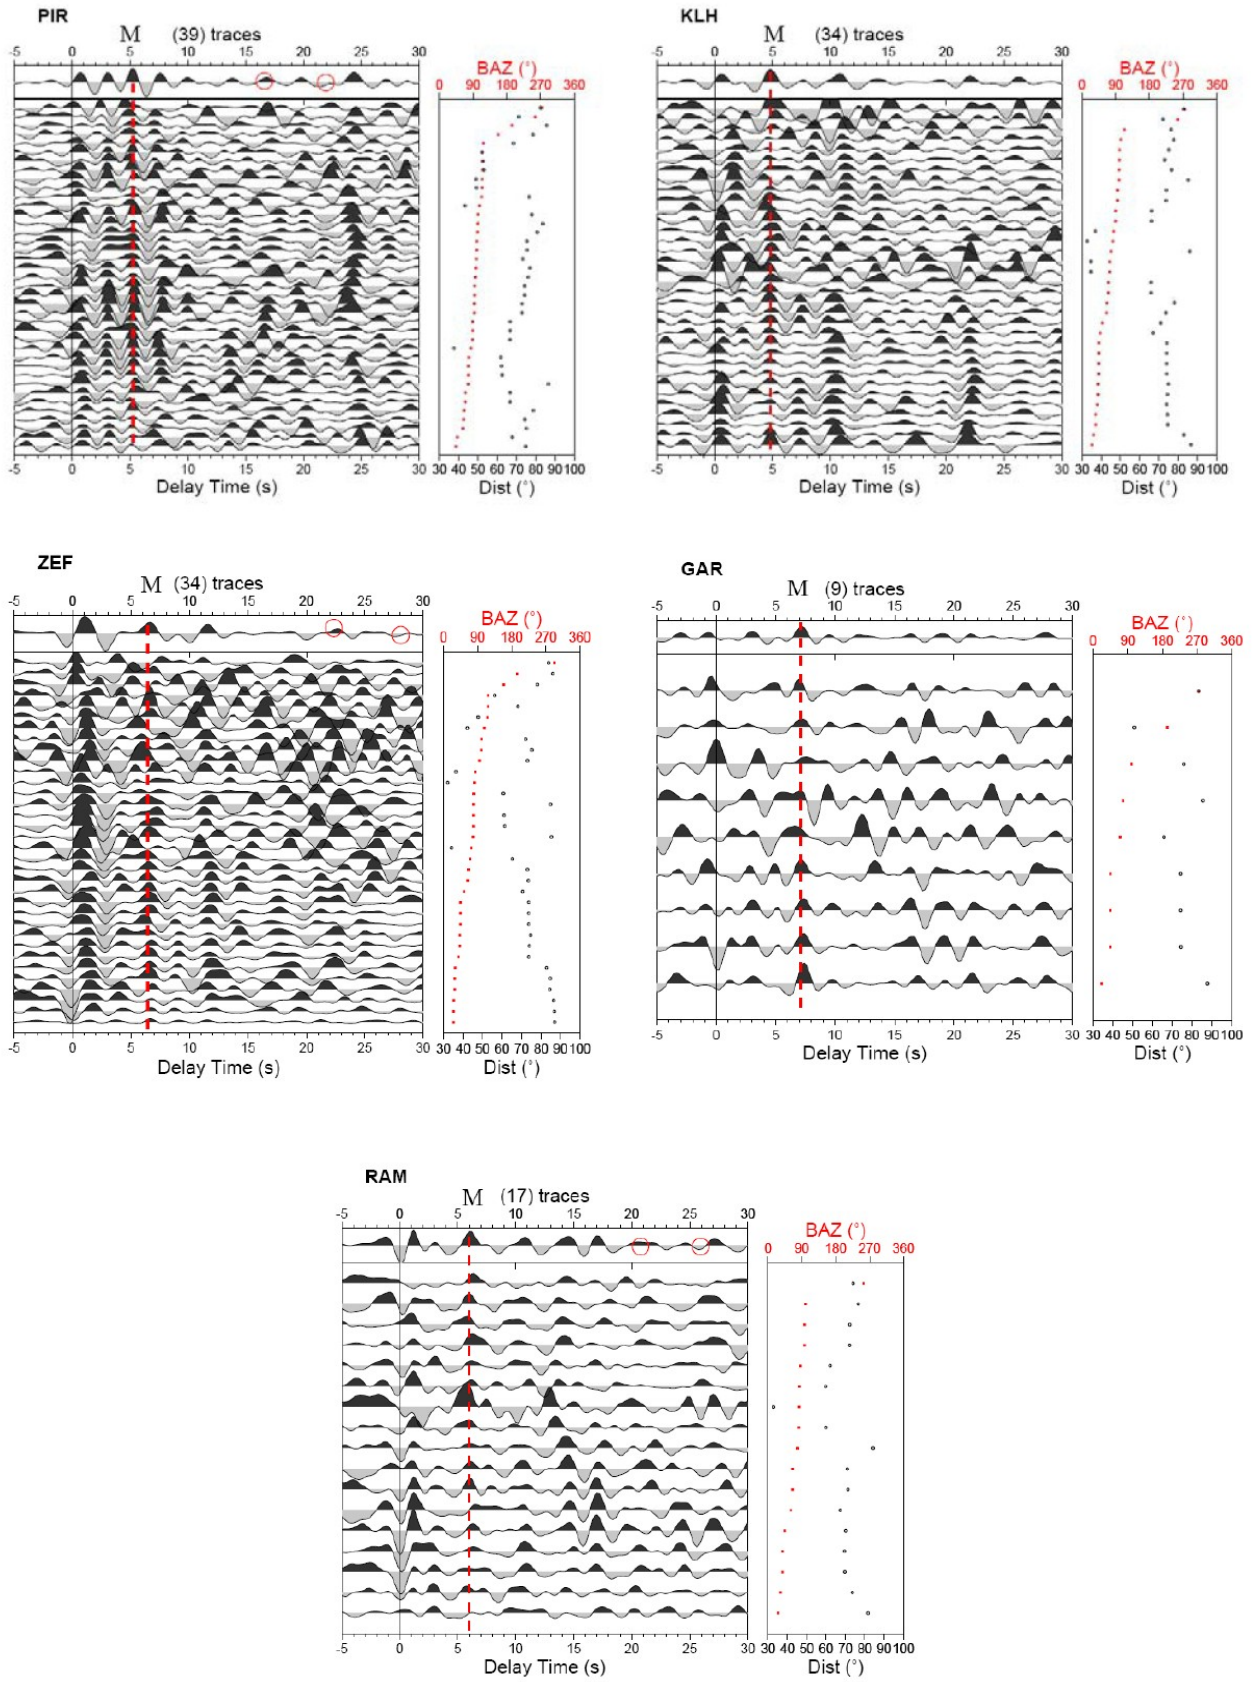 PIR
M (39) traces
-5 0 5 10 15 20 25 30
BAZ (°)
0 90 180 270 360
-5 0 5 10 15 20 25 30
Delay Time (s)
30 40 50 60 70 80 90 100
Dist (°)
KLH
M (34) traces
-5 0 5 10 15 20 25 30
BAZ (°)
0 90 180 270 360
-5 0 5 10 15 20 25 30
Delay Time (s)
30 40 50 60 70 80 90 100
Dist (°)
ZEF
M (34) traces
-5 0 5 10 15 20 25 30
BAZ (°)
0 90 180 270 360
-5 0 5 10 15 20 25 30
Delay Time (s)
30 40 50 60 70 80 90 100
Dist (°)
GAR
M (9) traces
-5 0 5 10 15 20 25 30
BAZ (°)
0 90 180 270 360
-5 0 5 10 15 20 25 30
Delay Time (s)
30 40 50 60 70 80 90 100
Dist (°)
RAM
M (17) traces
-5 0 5 10 15 20 25 30
BAZ (°)
0 90 180 270 360
-5 0 5 10 15 20 25 30
Delay Time (s)
30 40 50 60 70 80 90 100
Dist (°)